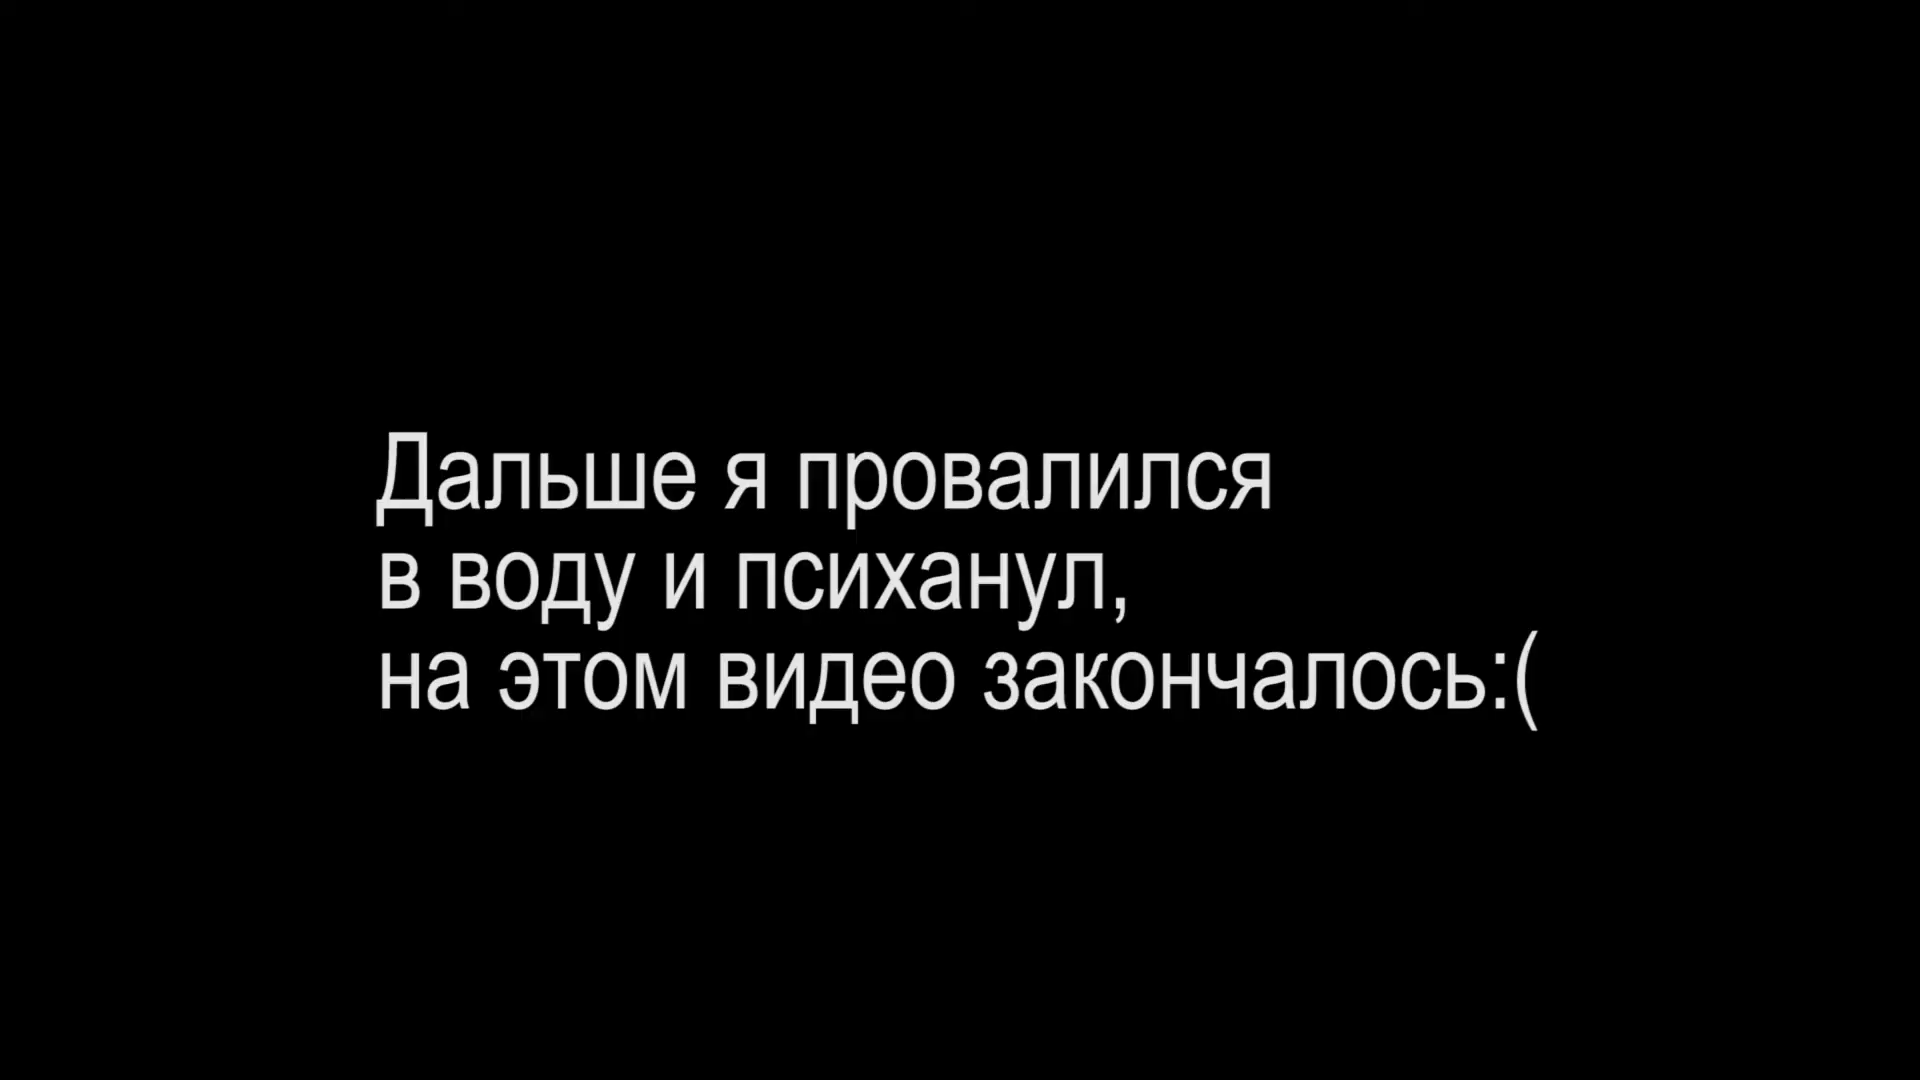 Дальше я провалился
в воду и психанул,
на этом видео закончалось:(